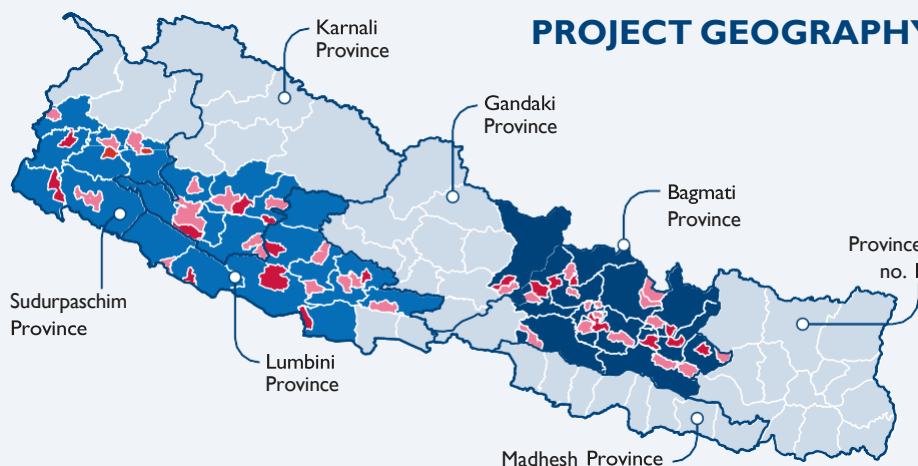 PROJECT GEOGRAPHY
Karnali
Province
Gandaki
Province
Bagmati
Province
Province
no. 1
Sudurpaschim
Province
Lumbini
Province
Madhesh Province